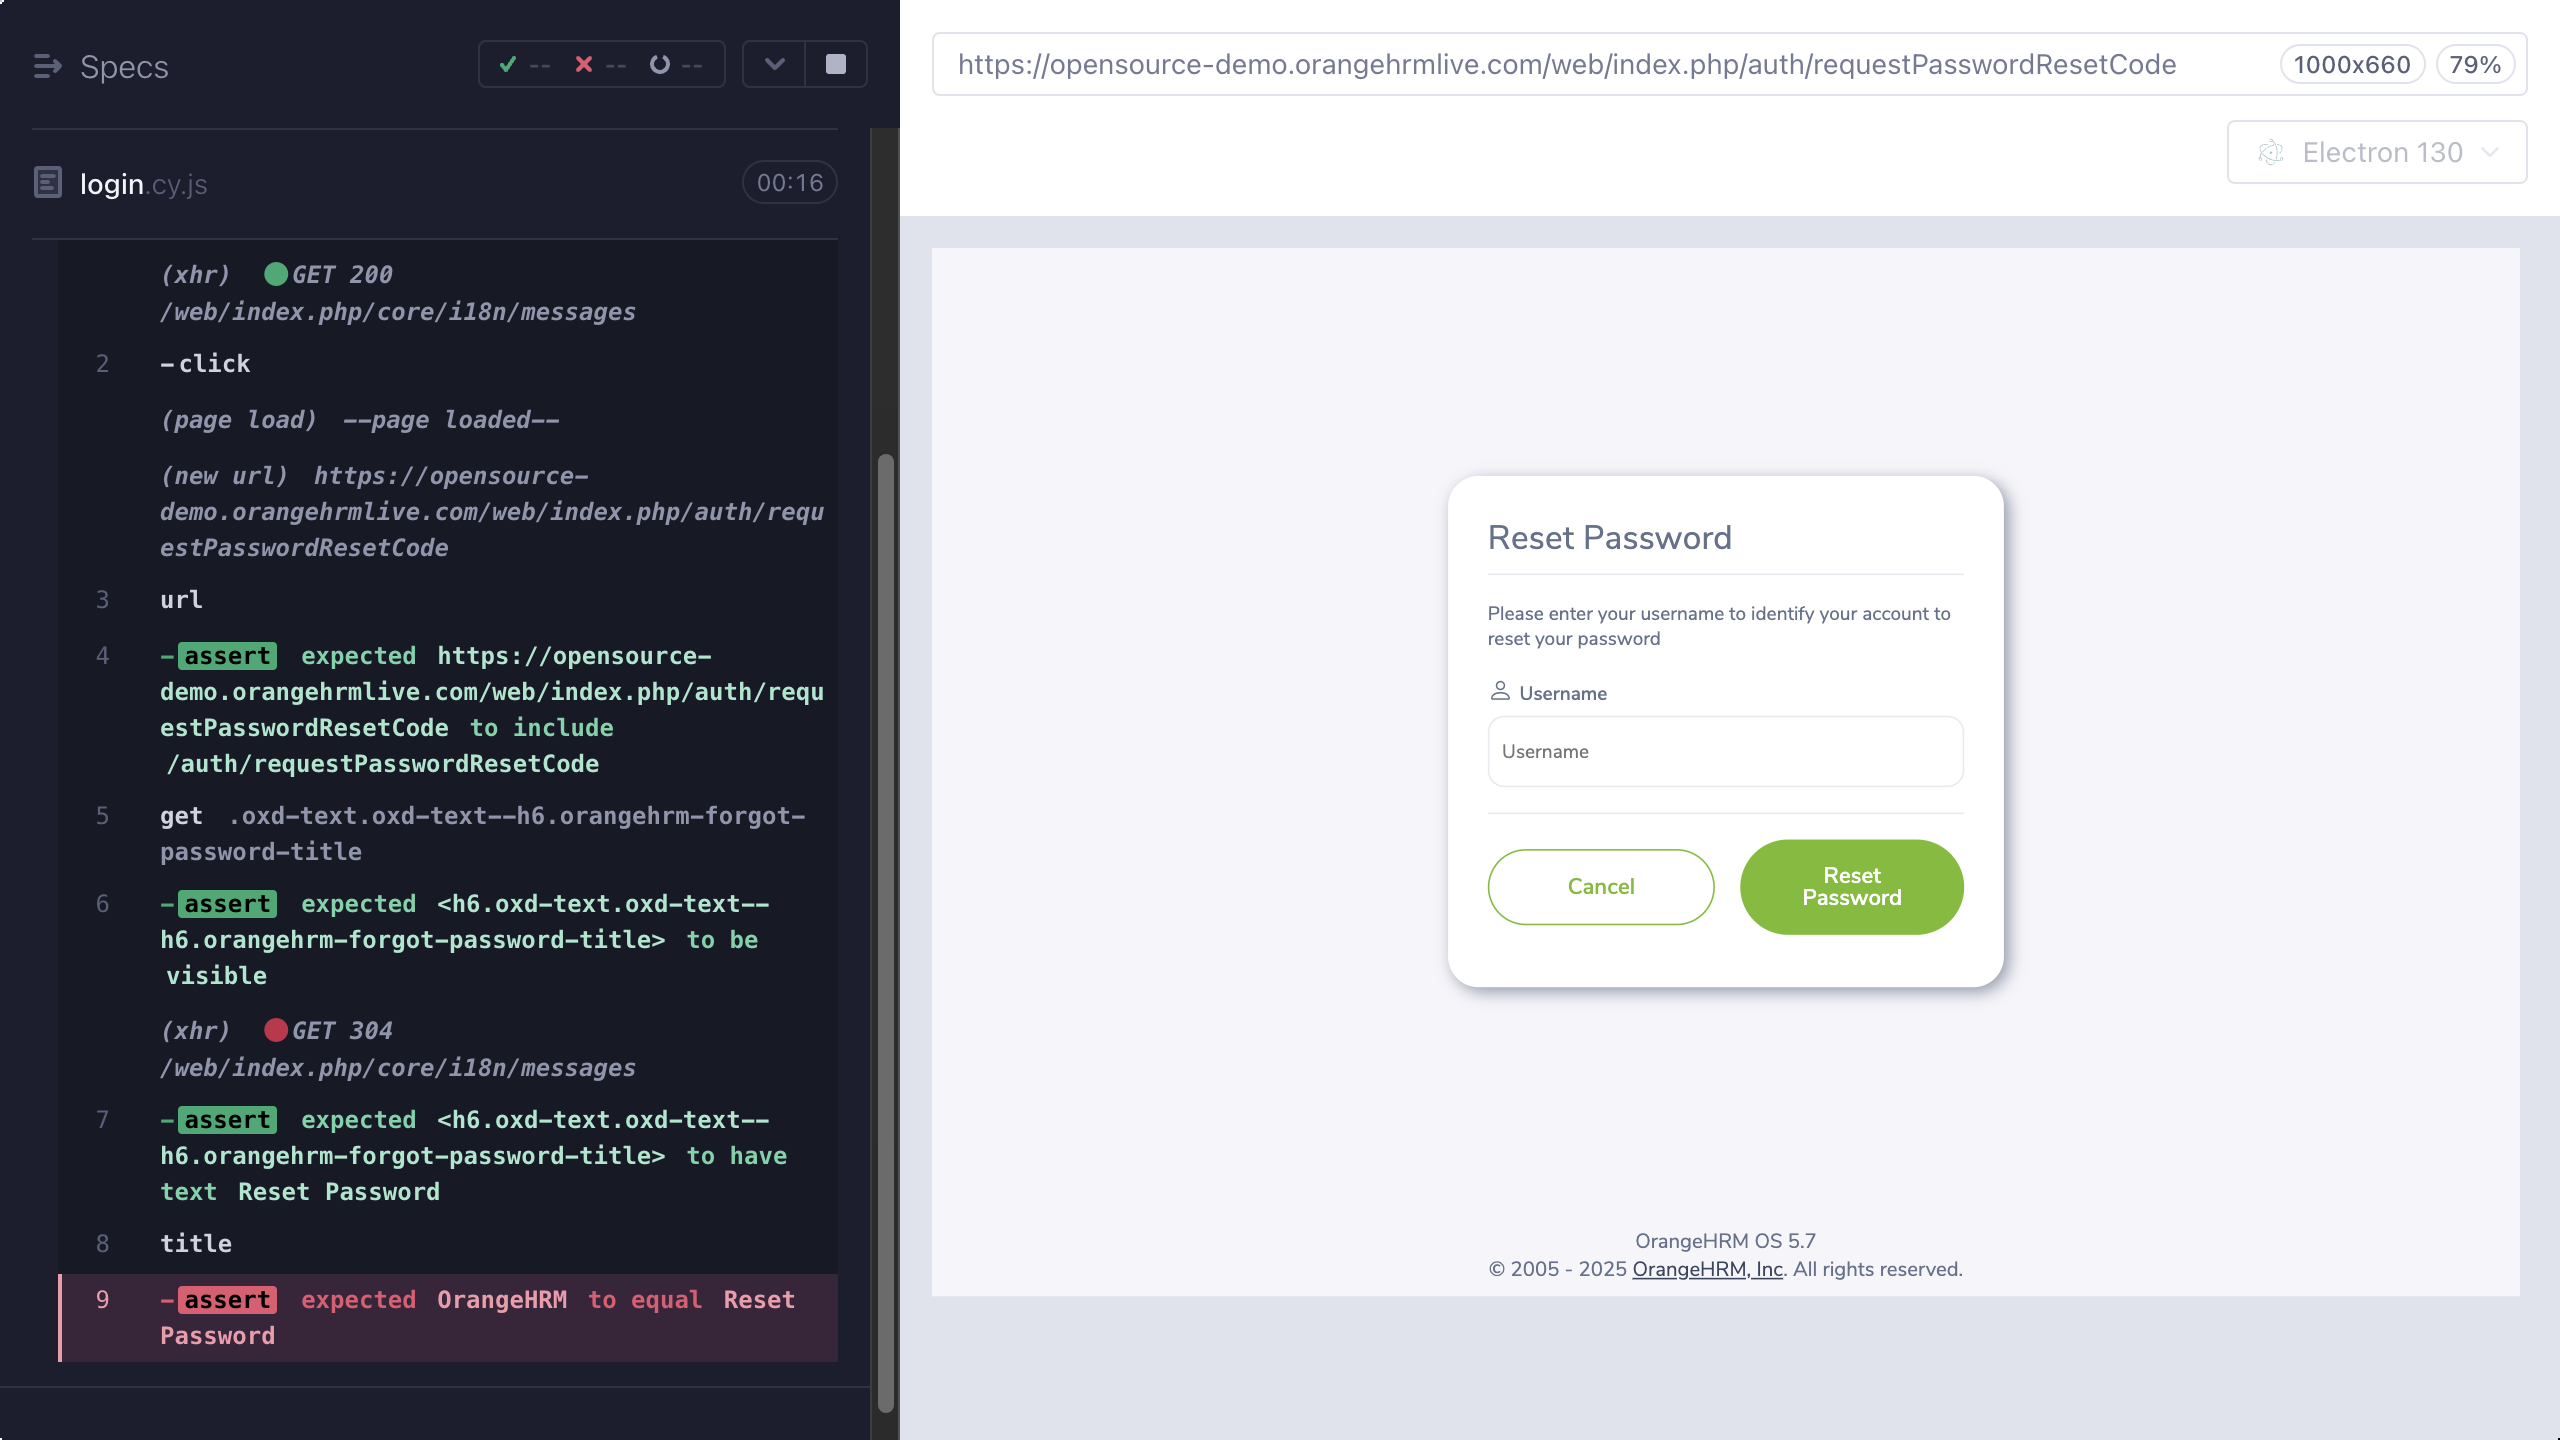 Specs
-- -- --
login.cy.js 00:16
(xhr) GET 200
/web/index.php/core/i18n/messages
2 -click
(page load) --page loaded--
(new url) https://opensource-
demo.orangehrmlive.com/web/index.php/auth/requ
estPasswordResetCode
3 url
4 -assert expected https://opensource-
demo.orangehrmlive.com/web/index.php/auth/requ
estPasswordResetCode to include
/auth/requestPasswordResetCode
5 get .oxd-text.oxd-text--h6.orangehrm-forgot-
password-title
6 -assert expected <h6.oxd-text.oxd-text--
h6.orangehrm-forgot-password-title> to be
visible
(xhr) GET 304
/web/index.php/core/i18n/messages
7 -assert expected <h6.oxd-text.oxd-text--
h6.orangehrm-forgot-password-title> to have
text Reset Password
8 title
9 -assert expected OrangeHRM to equal Reset
Password
https://opensource-demo.orangehrmlive.com/web/index.php/auth/requestPasswordResetCode 1000x660 79%
Electron 130
Reset Password
Please enter your username to identify your account to
reset your password
Username
Username
Cancel
Reset
Password
OrangeHRM OS 5.7
© 2005 - 2025 OrangeHRM, Inc. All rights reserved.